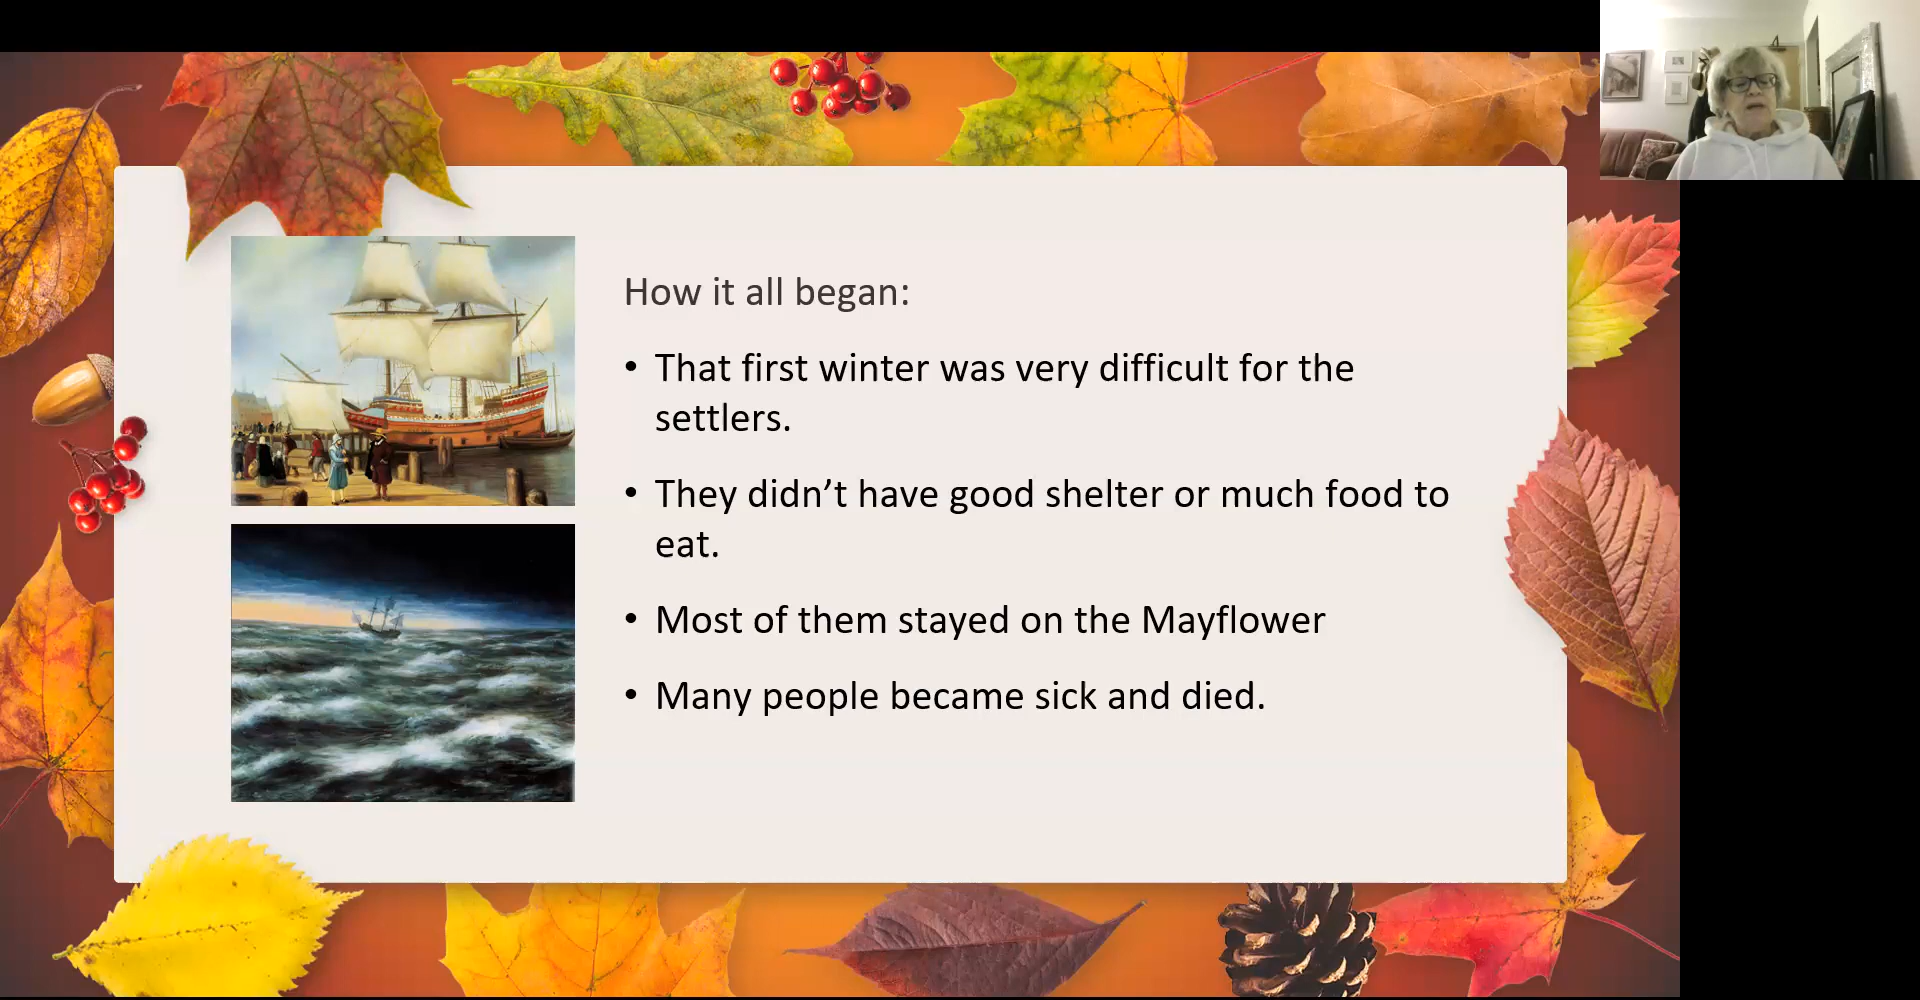 How it all began:
• That first winter was very difficult for the
settlers.
• They didn’t have good shelter or much food to
eat.
• Most of them stayed on the Mayflower
• Many people became sick and died.